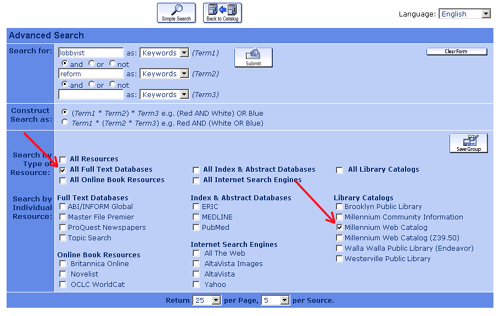 Simple Search Back to Catalog Language: English
Advanced Search
Search for: lobbyist as: Keywords (Term1) Submit Clear Form
and or not
reform as: Keywords (Term2)
and or not
as: Keywords (Term3)
Construct Search as: (Term1 * Term2) * Term3 e.g. (Red AND White) OR Blue
Term1 * (Term2 * Term3) e.g. Red AND (White OR Blue)
Save Group
Search by Type of Resource:
All Resources
All Full Text Databases All Index & Abstract Databases All Library Catalogs
All Online Book Resources All Internet Search Engines
Search by Individual Resource:
Full Text Databases
ABI/INFORM Global
Master File Premier
ProQuest Newspapers
Topic Search
Online Book Resources
Britannica Online
Novelist
OCLC WorldCat
Index & Abstract Databases
ERIC
MEDLINE
PubMed
Internet Search Engines
All The Web
AltaVista Images
AltaVista
Yahoo
Library Catalogs
Brooklyn Public Library
Millennium Community Information
Millennium Web Catalog
Millennium Web Catalog (Z39.50)
Walla Walla Public Library (Endeavor)
Westerville Public Library
Return 25 per Page, 5 per Source.